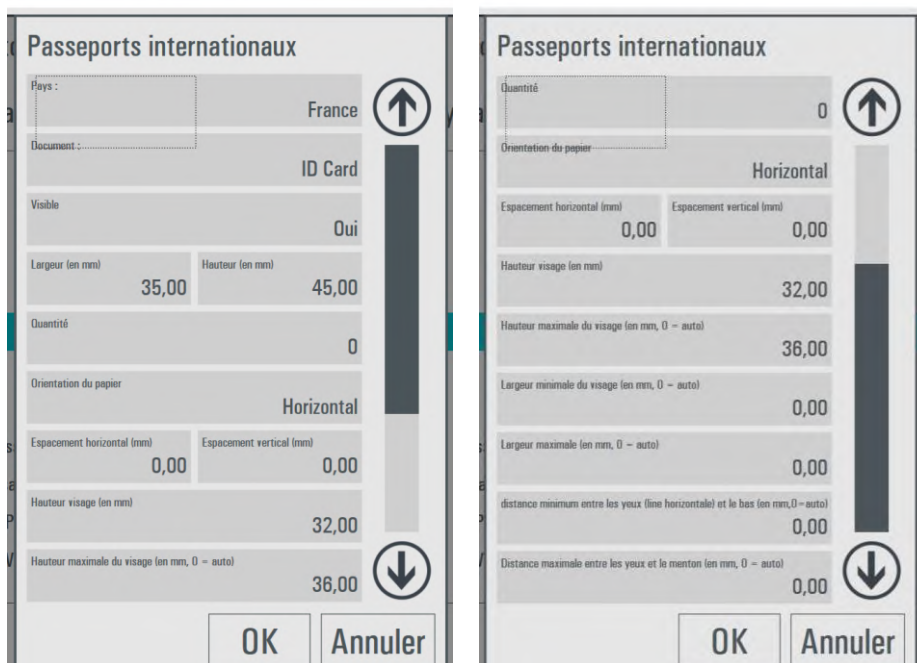 Passeports internationaux
Pays :
France
Document :
ID Card
Visible
Oui
Largeur (en mm)
35,00
Hauteur (en mm)
45,00
Quantité
0
Orientation du papier
Horizontal
Espacement horizontal (mm)
0,00
Espacement vertical (mm)
0,00
Hauteur visage (en mm)
32,00
Hauteur maximale du visage (en mm, 0 = auto)
36,00
OK
Annuler
Passeports internationaux
Quantité
0
Orientation du papier
Horizontal
Espacement horizontal (mm)
0,00
Espacement vertical (mm)
0,00
Hauteur visage (en mm)
32,00
Hauteur maximale du visage (en mm, 0 = auto)
36,00
Largeur minimale du visage (en mm, 0 = auto)
0,00
Largeur maximale (en mm, 0 = auto)
0,00
distance minimum entre les yeux (line horizontale) et le bas (en mm,0=auto)
0,00
Distance maximale entre les yeux et le menton (en mm, 0 = auto)
0,00
OK
Annuler